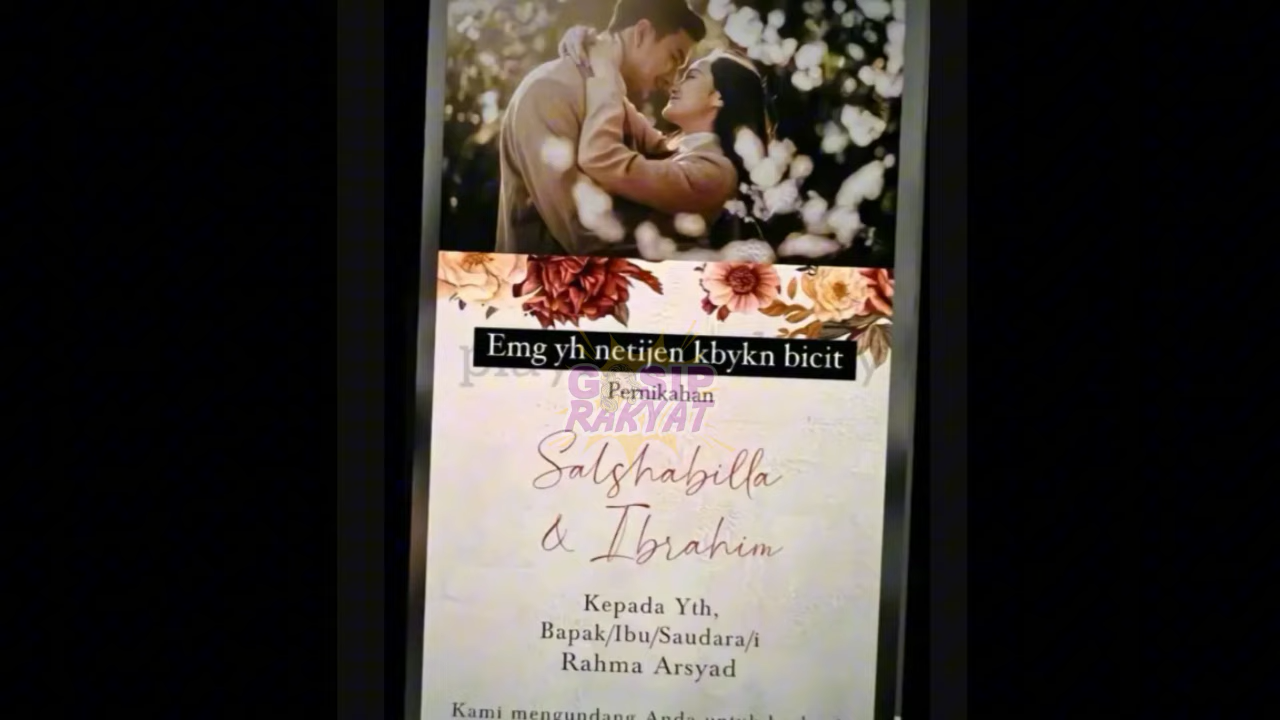 Emg yh netijen kbykn bicit
GOSIP
RAKYAT
Pernikahan
Salshabilla
& Ibrahim
Kepada Yth,
Bapak/Ibu/Saudara/i
Rahma Arsyad
Kami mengundang Anda untuk